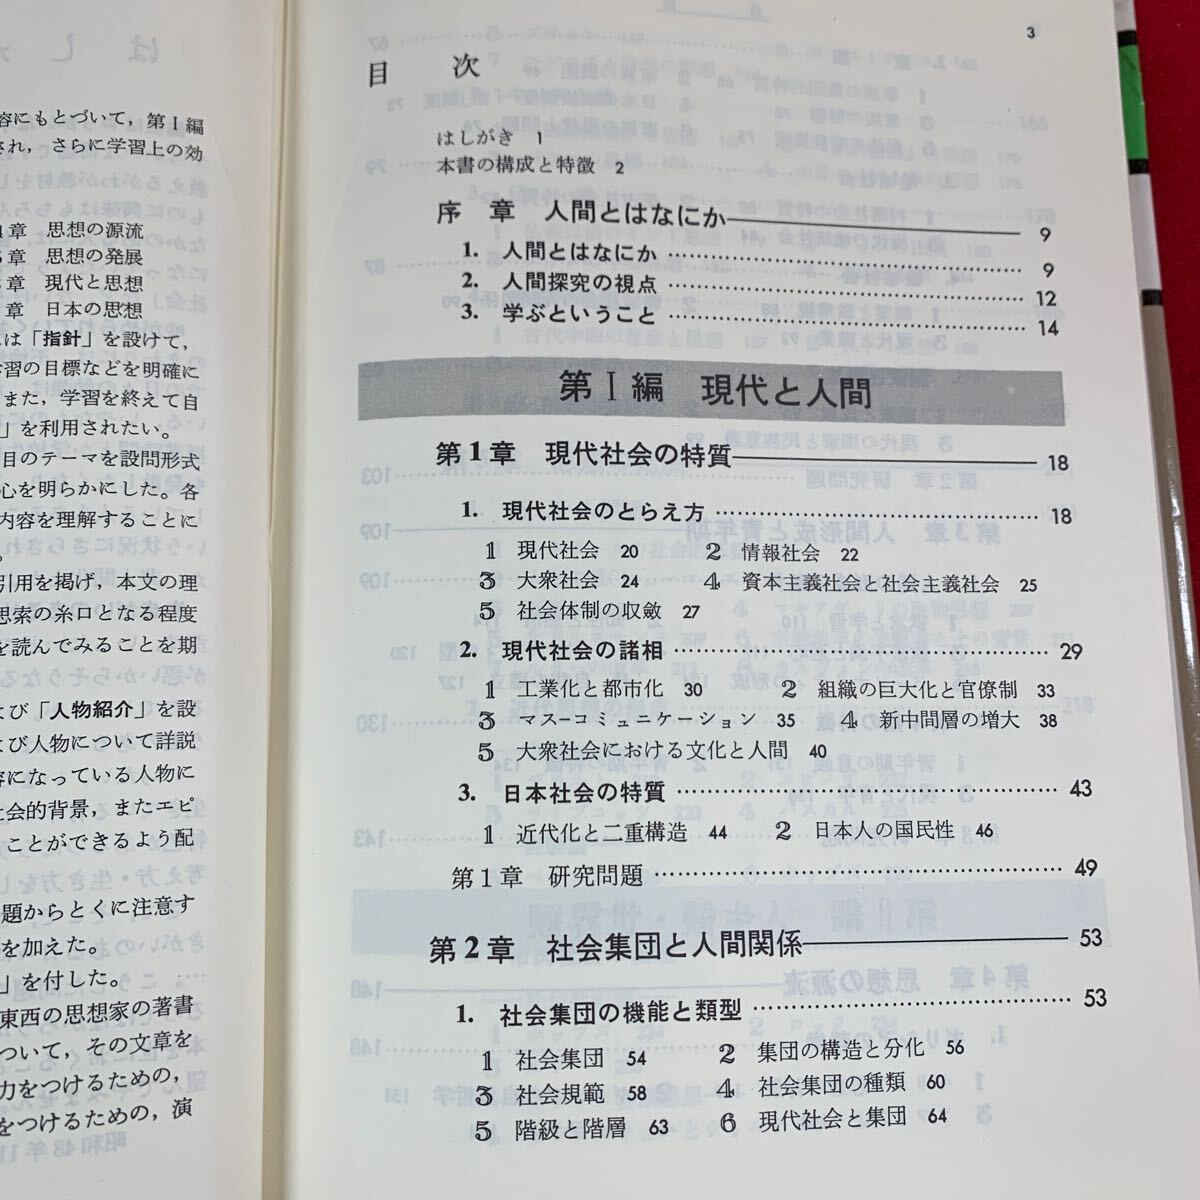 容にもとづいて，第Ⅰ編
され，さらに学習上の効
章 思想の源流
章 思想の発展
章 現代と思想
章 日本の思想
は「指針」を設けて，
学習の目標などを明確に
また，学習を終えて自
」を利用されたい。
目のテーマを設問形式
心を明らかにした。各
内容を理解することに
。
引用を掲げ，本文の理
思索の糸口となる程度
を読んでみることを期
よび「人物紹介」を設
よび人物について詳説
容になっている人物に
社会的背景，またエピ
ことができるよう配
題からとくに注意す
を加えた。
」を付した。
東西の思想家の著書
ついて，その文章を
力をつけるための，
をつけるための，演
3
目 次
はしがき 1
本書の構成と特徴 2
序 章 人間とはなにか 9
1. 人間とはなにか 9
2. 人間探究の視点 12
3. 学ぶということ 14
第Ⅰ編 現代と人間
第1章 現代社会の特質 18
1. 現代社会のとらえ方 18
1 現代社会 20 2 情報社会 22
3 大衆社会 24 4 資本主義社会と社会主義社会 25
5 社会体制の収斂 27
2. 現代社会の諸相 29
1 工業化と都市化 30 2 組織の巨大化と官僚制 33
3 マス－コミュニケーション 35 4 新中間層の増大 38
5 大衆社会における文化と人間 40
3. 日本社会の特質 43
1 近代化と二重構造 44 2 日本人の国民性 46
第1章 研究問題 49
第2章 社会集団と人間関係 53
1. 社会集団の機能と類型 53
1 社会集団 54 2 集団の構造と分化 56
3 社会規範 58 4 社会集団の種類 60
5 階級と階層 63 6 現代社会と集団 64